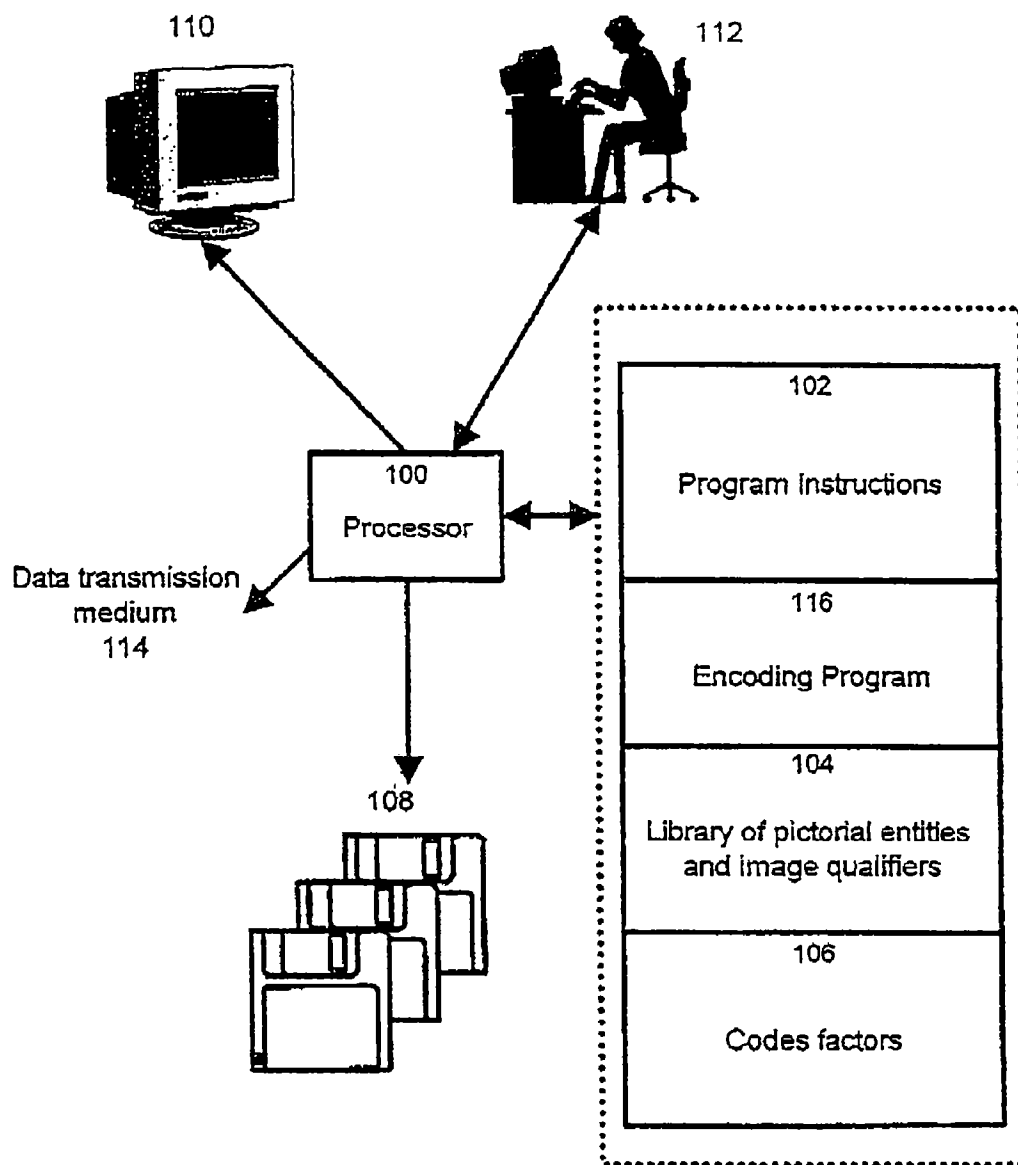 110
112
102
Program instructions
100
Processor
Data transmission
medium
114
116
Encoding Program
104
Library of pictorial entities
and image qualifiers
108
106
Codes factors